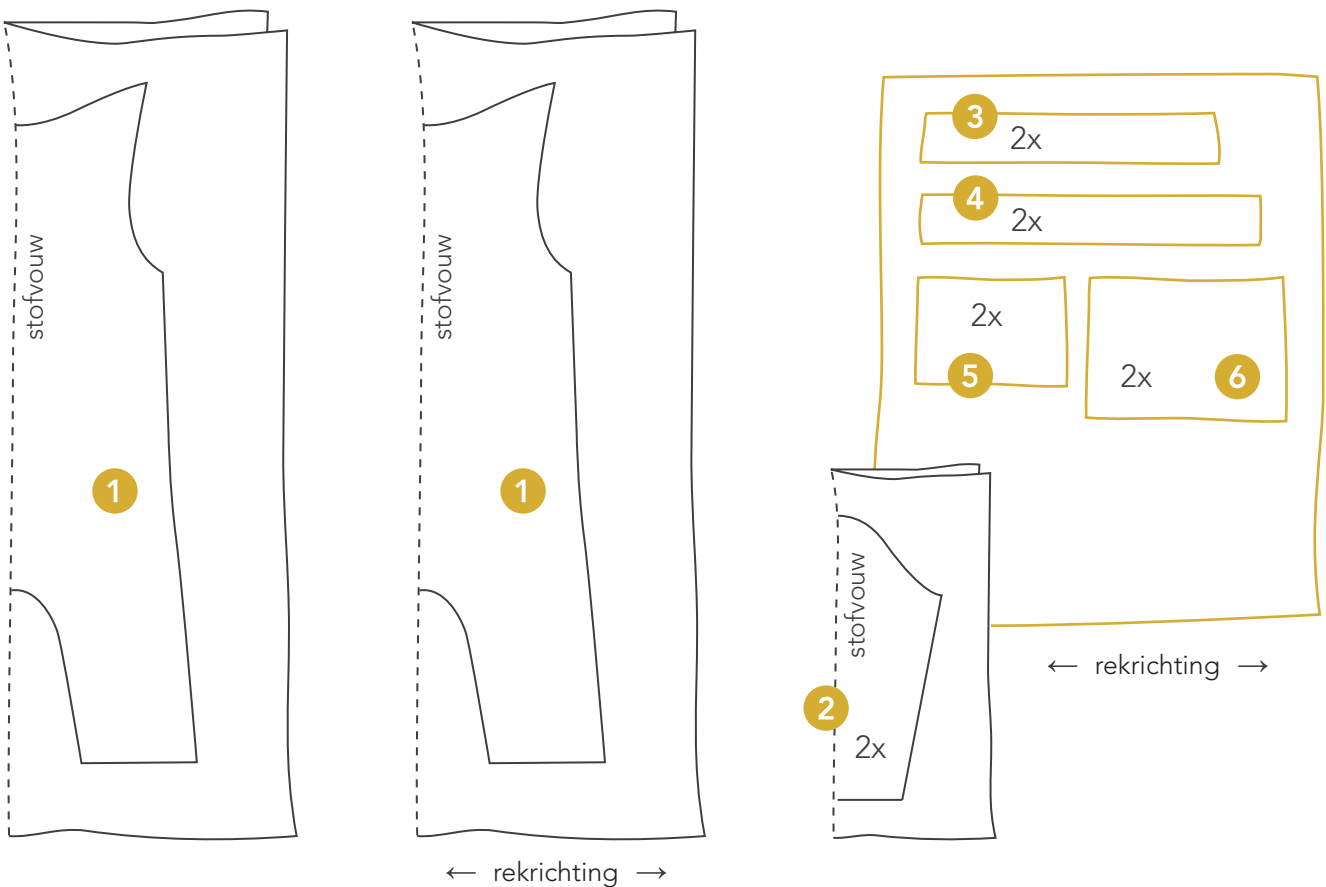 stofvouw
1
stofvouw
1
← rekrichting →
stofvouw
2
2x
3
2x
4
2x
2x
5
2x
6
← rekrichting →